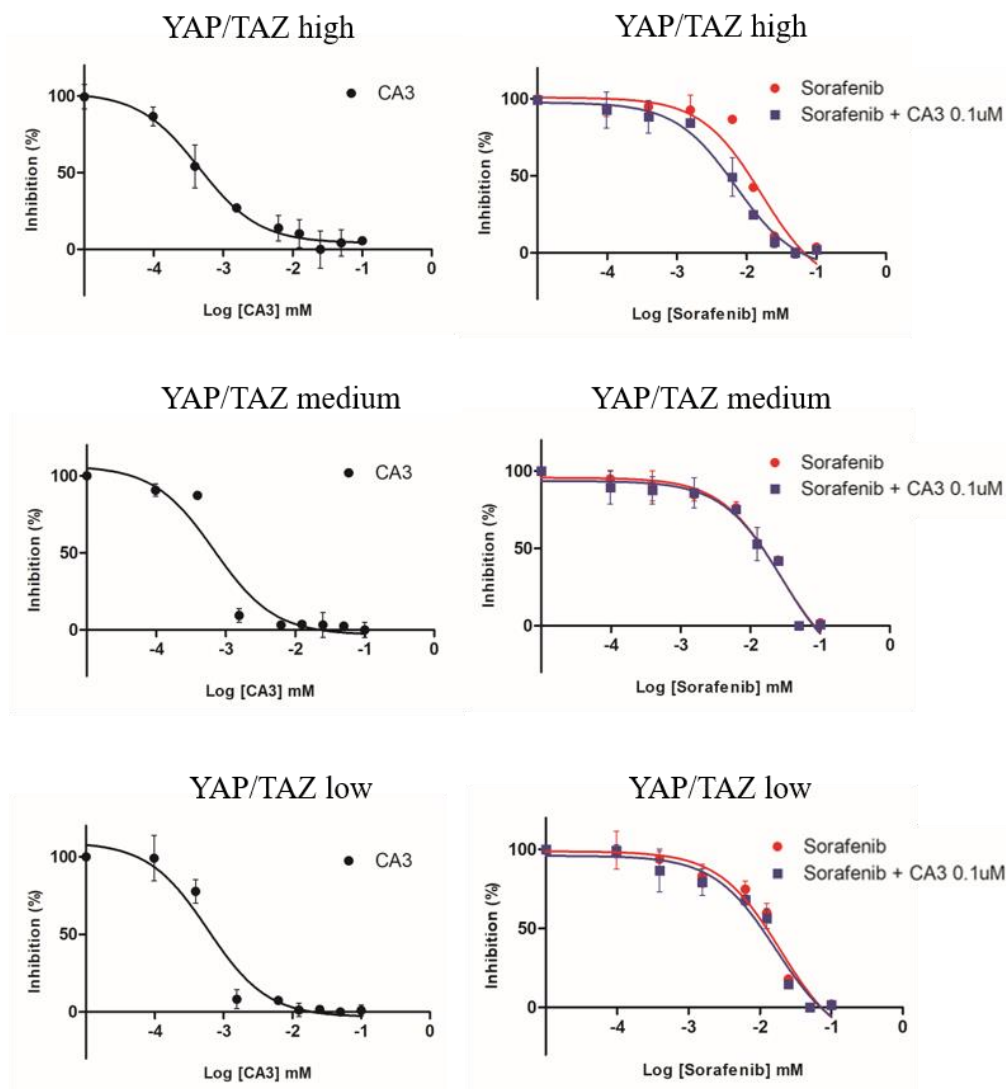 YAP/TAZ high
CA3
100
50
0
Inhibition (%)
-4
-3
-2
-1
0
Log [CA3] mM
YAP/TAZ high
Sorafenib
Sorafenib + CA3 0.1uM
100
50
0
Inhibition (%)
-4
-3
-2
-1
0
Log [Sorafenib] mM
YAP/TAZ medium
CA3
100
50
0
Inhibition (%)
-4
-3
-2
-1
0
Log [CA3] mM
YAP/TAZ medium
Sorafenib
Sorafenib + CA3 0.1uM
100
50
0
Inhibition (%)
-4
-3
-2
-1
0
Log [Sorafenib] mM
YAP/TAZ low
CA3
100
50
0
Inhibition (%)
-4
-3
-2
-1
0
Log [CA3] mM
YAP/TAZ low
Sorafenib
Sorafenib + CA3 0.1uM
100
50
0
Inhibition (%)
-4
-3
-2
-1
0
Log [Sorafenib] mM